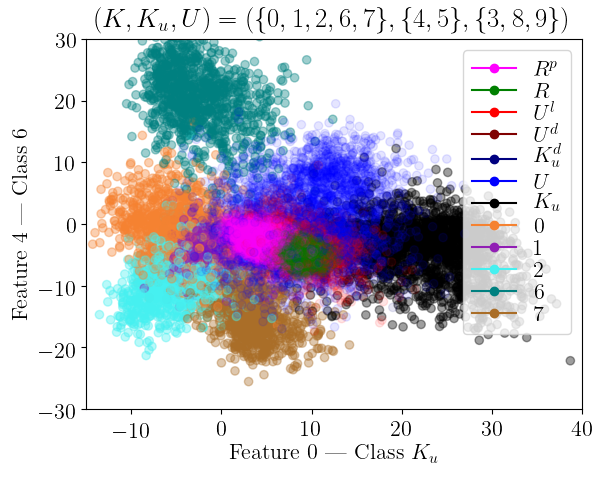 (K, K_u, U) = ({0, 1, 2, 6, 7}, {4, 5}, {3, 8, 9})
30
20
10
0
−10
−20
−30
Feature 4 — Class 6
R^p
R
U^l
U^d
K_u^d
U
K_u
0
1
2
6
7
−10
0
10
20
30
40
Feature 0 — Class K_u